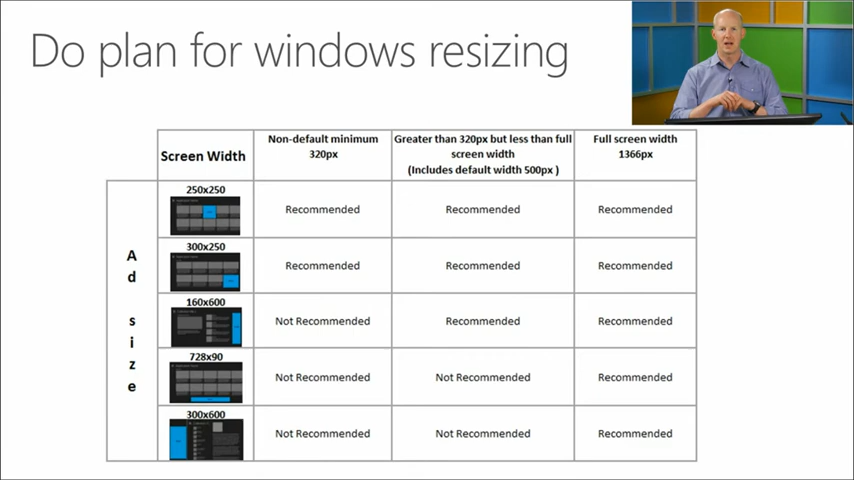 Do plan for windows resizing
Screen Width
Non-default minimum
320px
Greater than 320px but less than full
screen width
(Includes default width 500px )
Full screen width
1366px
Ad size
250x250
Recommended
Recommended
Recommended
300x250
Recommended
Recommended
Recommended
160x600
Not Recommended
Recommended
Recommended
728x90
Not Recommended
Not Recommended
Recommended
300x600
Not Recommended
Not Recommended
Recommended